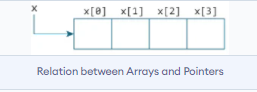 x
x[0] x[1] x[2] x[3]
Relation between Arrays and Pointers